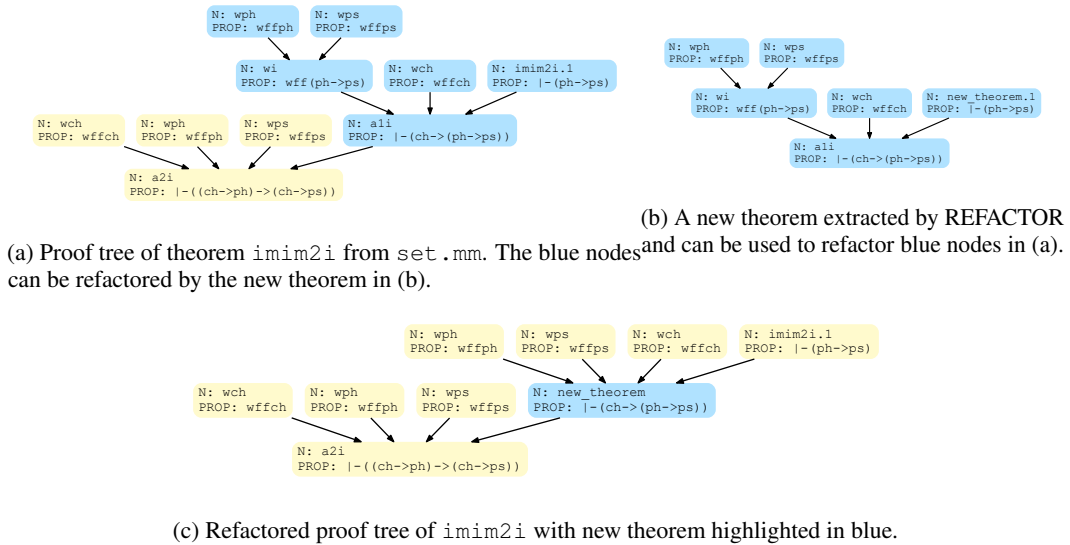 N: wph
PROP: wffph
N: wps
PROP: wffps
N: wi
PROP: wff(ph->ps)
N: wch
PROP: wffch
N: imim2i.1
PROP: |-(ph->ps)
N: wch
PROP: wffch
N: wph
PROP: wffph
N: wps
PROP: wffps
N: a1i
PROP: |-(ch->(ph->ps))
N: a2i
PROP: |-((ch->ph)->(ch->ps))
(a) Proof tree of theorem imim2i from set.mm. The blue nodes
can be refactored by the new theorem in (b).
N: wph
PROP: wffph
N: wps
PROP: wffps
N: wi
PROP: wff(ph->ps)
N: wch
PROP: wffch
N: new_theorem.1
PROP: |-(ph->ps)
N: a1i
PROP: |-(ch->(ph->ps))
(b) A new theorem extracted by REFACTOR
and can be used to refactor blue nodes in (a).
N: wph
PROP: wffph
N: wps
PROP: wffps
N: wch
PROP: wffch
N: imim2i.1
PROP: |-(ph->ps)
N: wch
PROP: wffch
N: wph
PROP: wffph
N: wps
PROP: wffps
N: new_theorem
PROP: |-(ch->(ph->ps))
N: a2i
PROP: |-((ch->ph)->(ch->ps))
(c) Refactored proof tree of imim2i with new theorem highlighted in blue.